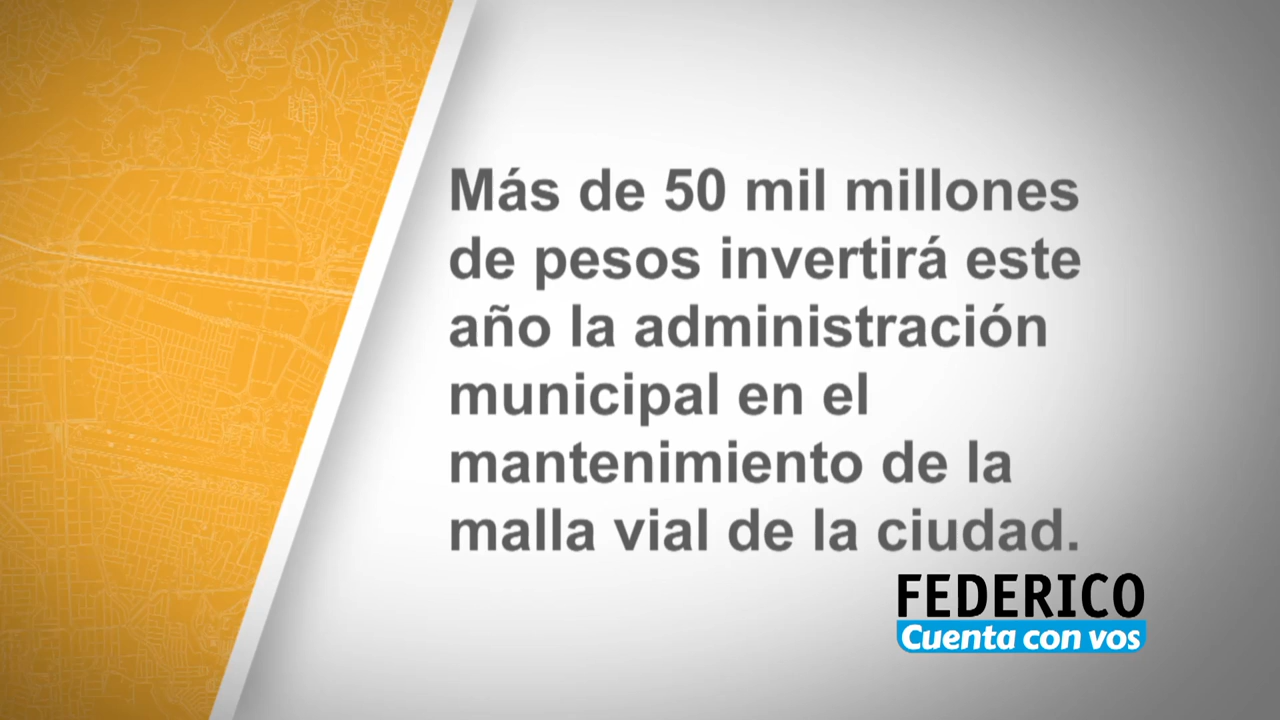 Más de 50 mil millones
de pesos invertirá este
año la administración
municipal en el
mantenimiento de la
malla vial de la ciudad.
FEDERICO
Cuenta con vos